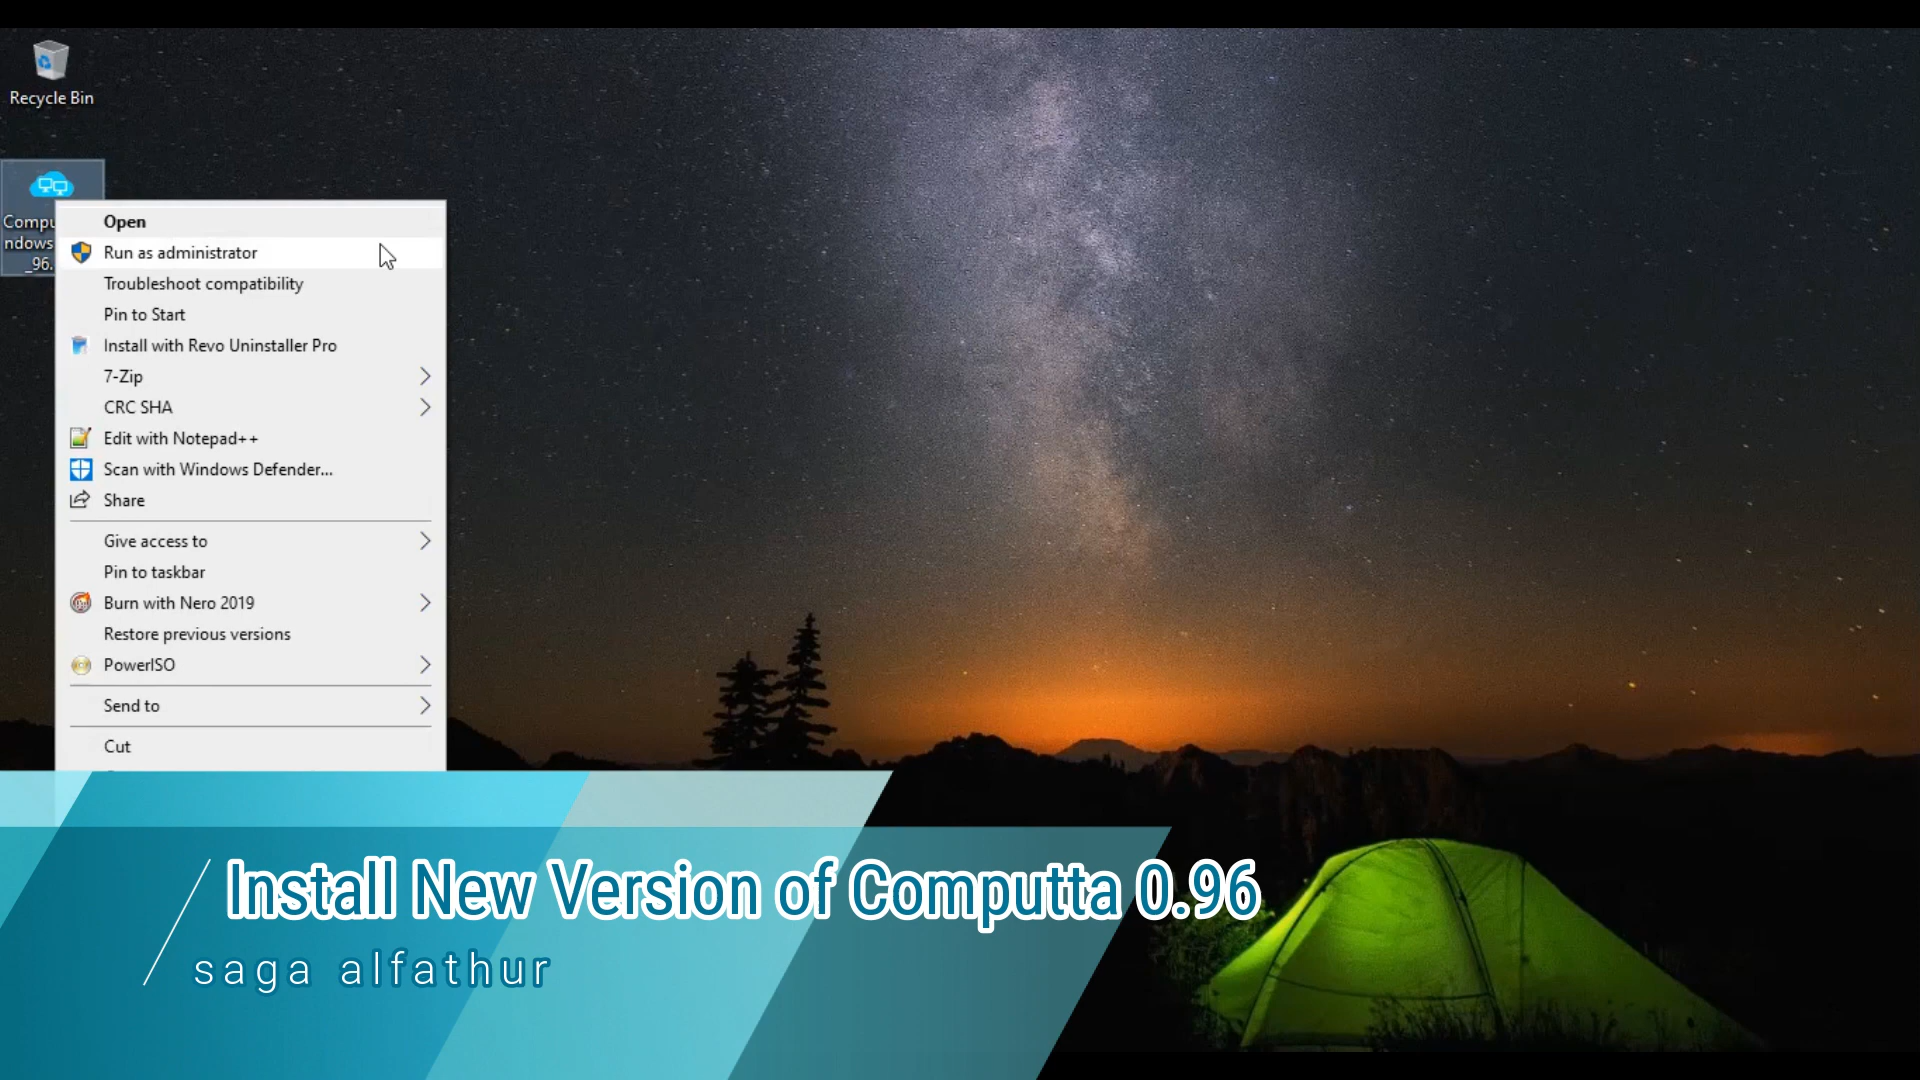 Recycle Bin
Compu
ndows
_96.
Open
Run as administrator
Troubleshoot compatibility
Pin to Start
Install with Revo Uninstaller Pro
7-Zip
CRC SHA
Edit with Notepad++
Scan with Windows Defender...
Share
Give access to
Pin to taskbar
Burn with Nero 2019
Restore previous versions
PowerISO
Send to
Cut
Install New Version of Computta 0.96
saga alfathur